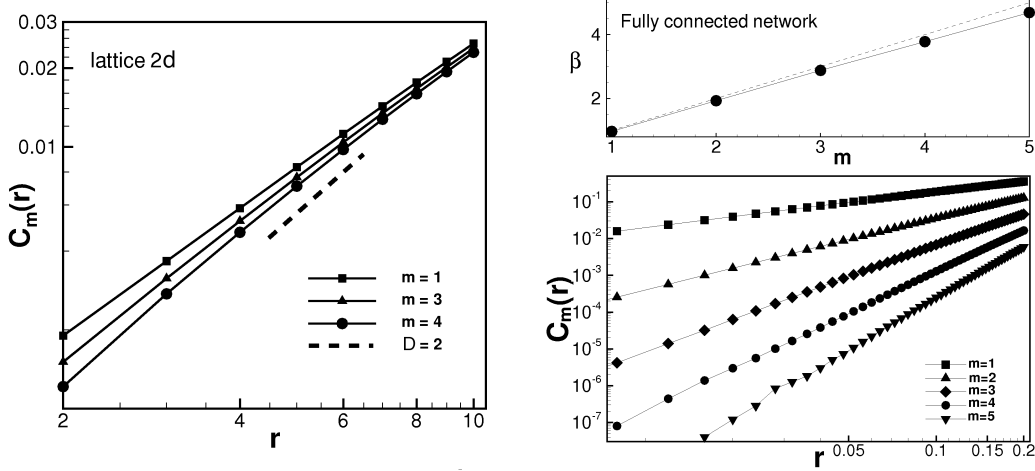 0.03
lattice 2d
0.02
0.01
C_m(r)
m = 1
m = 3
m = 4
D = 2
2
4
6
8
10
r
Fully connected network
4
β
2
1
2
3
4
5
m
10^-1
10^-2
10^-3
10^-4
10^-5
10^-6
10^-7
C_m(r)
m=1
m=2
m=3
m=4
m=5
r
0.05
0.1
0.15
0.2